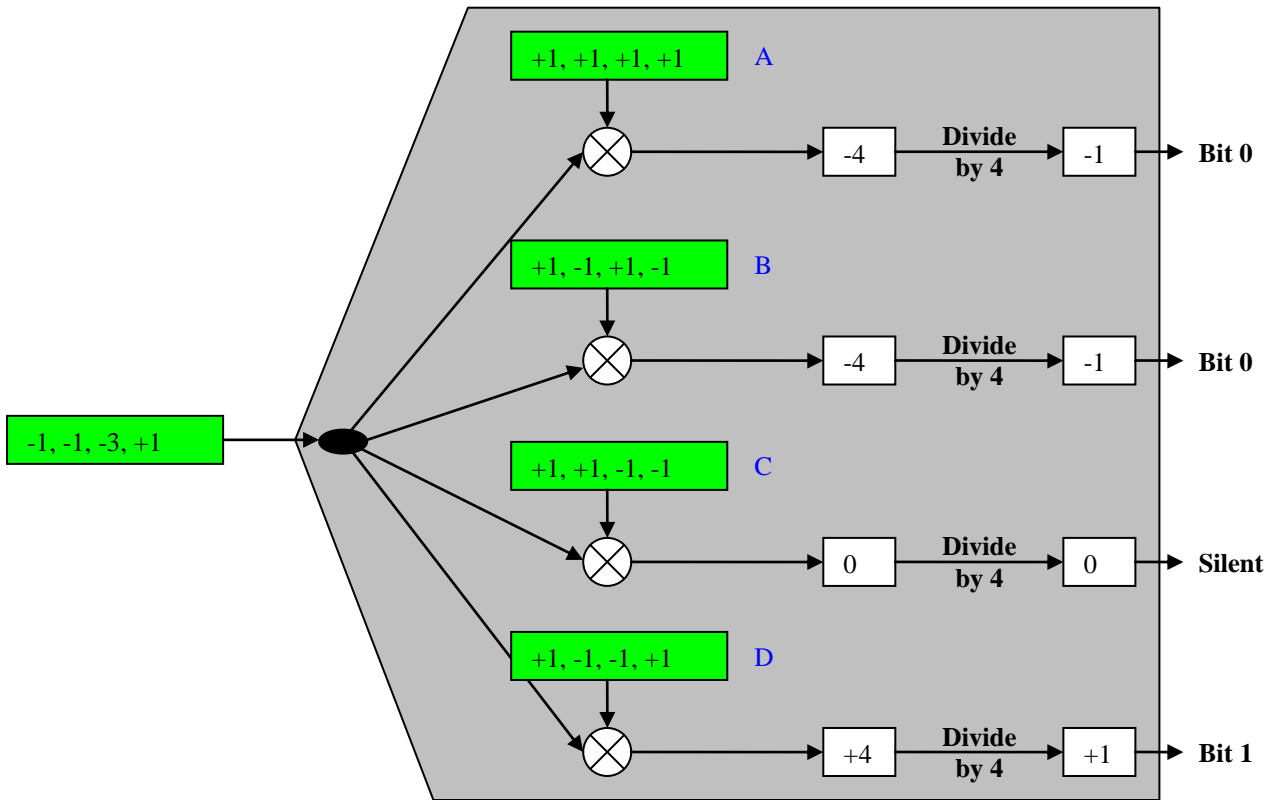 +1, +1, +1, +1 A
-4 Divide by 4 -1 Bit 0
+1, -1, +1, -1 B
-4 Divide by 4 -1 Bit 0
-1, -1, -3, +1
+1, +1, -1, -1 C
0 Divide by 4 0 Silent
+1, -1, -1, +1 D
+4 Divide by 4 +1 Bit 1